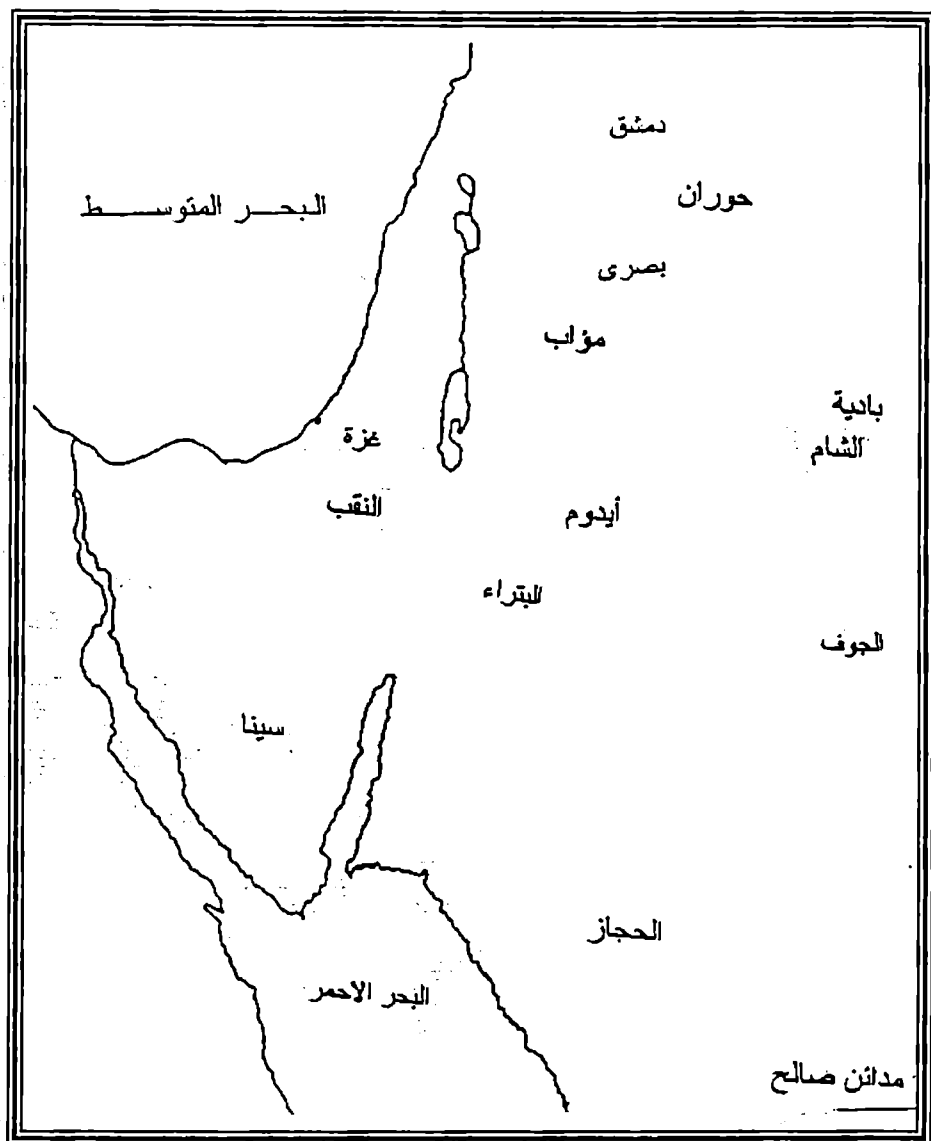 دمشق
حوران
البحر المتوسط
بصرى
مؤاب
بادية
الشام
غزة
النقب
أيدوم
البتراء
الجوف
سينا
الحجاز
البحر الاحمر
مدائن صالح